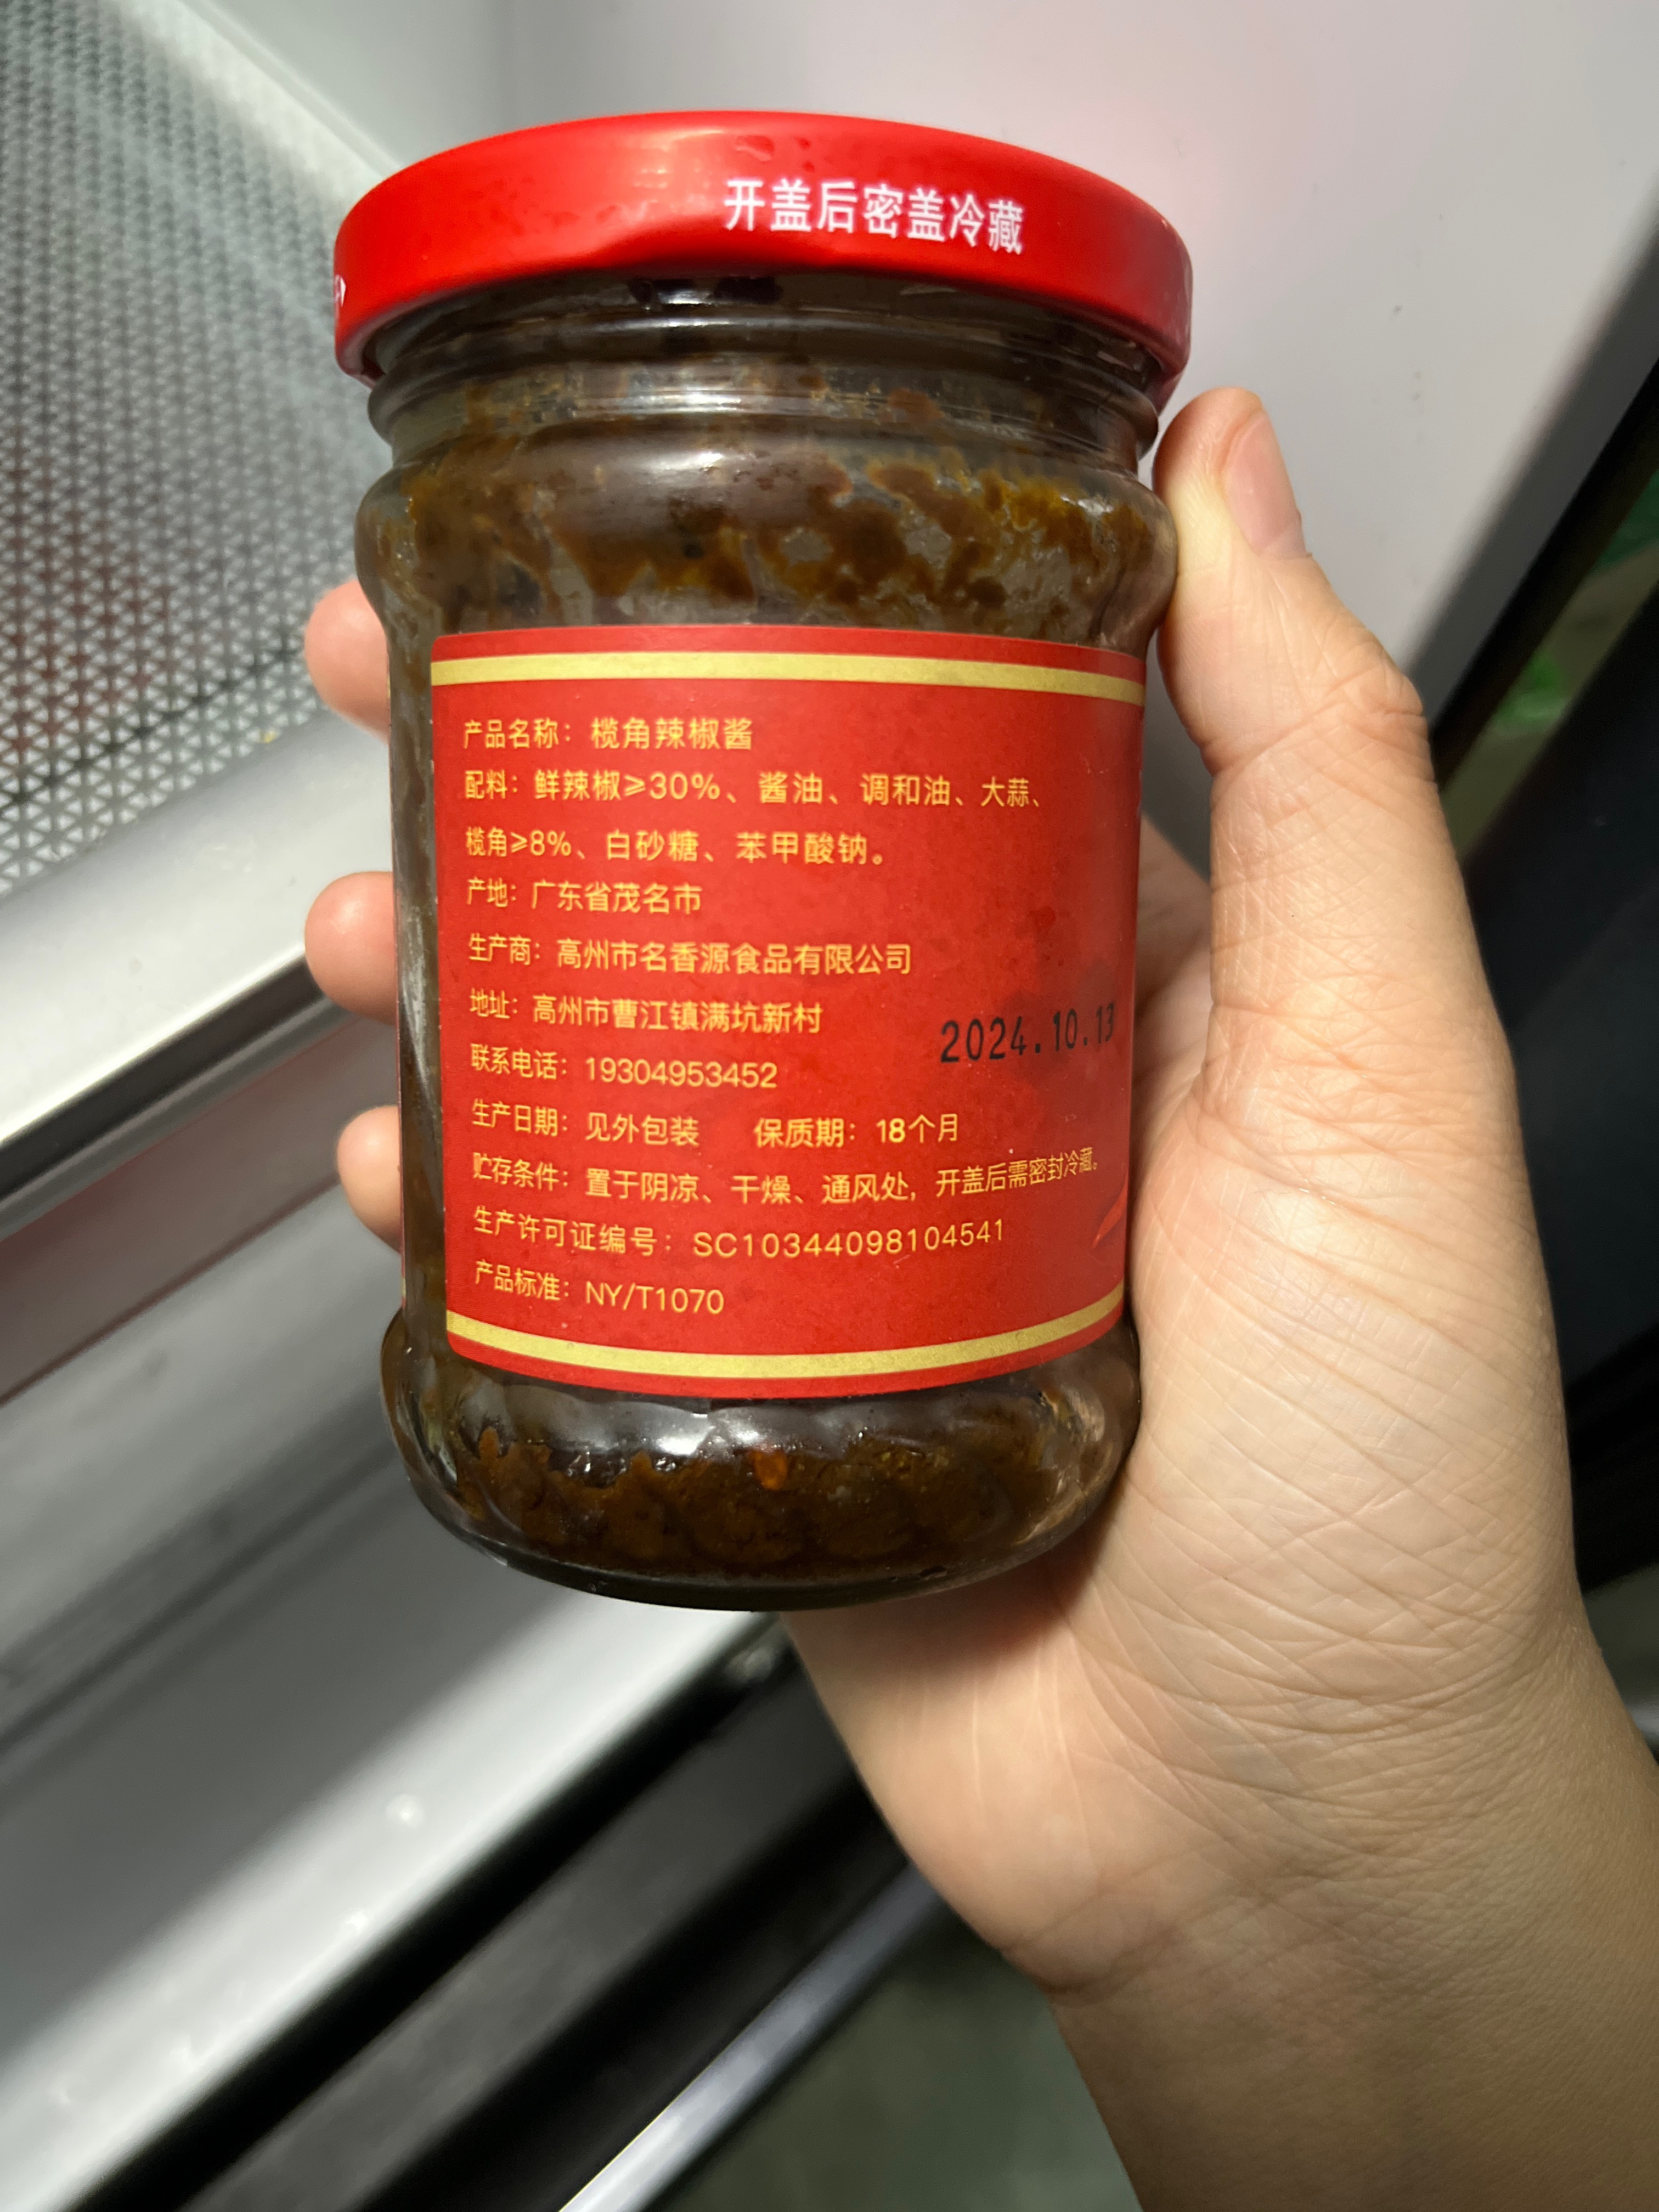 开盖后密盖冷藏
产品名称：榄角辣椒酱
配料：鲜辣椒≥30%、酱油、调和油、大蒜、
榄角≥8%、白砂糖、苯甲酸钠。
产地：广东省茂名市
生产商：高州市名香源食品有限公司
地址：高州市曹江镇满坑新村
2024.10.13
联系电话：19304953452
生产日期：见外包装 保质期：18个月
贮存条件：置于阴凉、干燥、通风处，开盖后需密封冷藏。
生产许可证编号：SC10344098104541
产品标准：NY/T1070